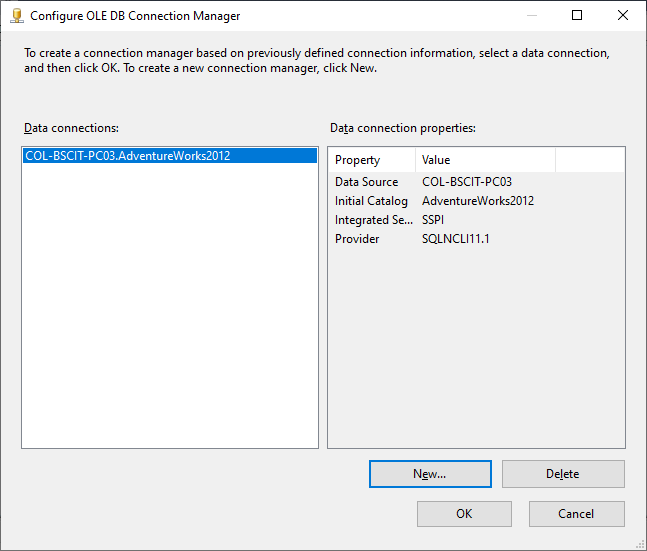 Configure OLE DB Connection Manager
To create a connection manager based on previously defined connection information, select a data connection,
and then click OK. To create a new connection manager, click New.
Data connections:
COL-BSCIT-PC03.AdventureWorks2012
Data connection properties:
Property Value
Data Source COL-BSCIT-PC03
Initial Catalog AdventureWorks2012
Integrated Se... SSPI
Provider SQLNCLI11.1
New... Delete
OK Cancel